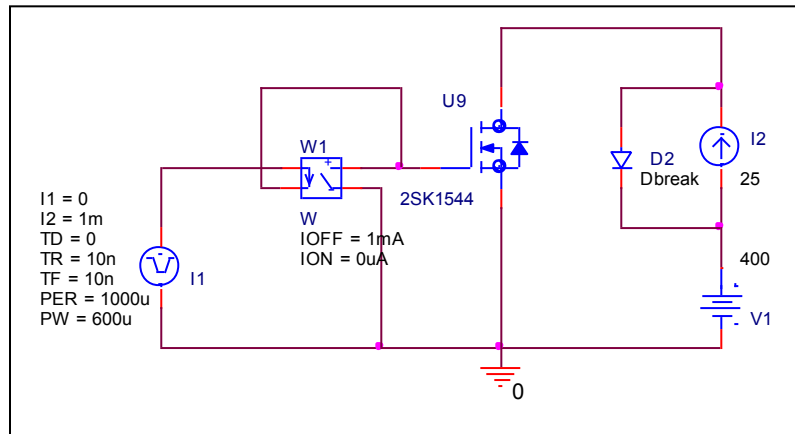 U9
W1
I2
D2
Dbreak
25
2SK1544
I1 = 0
I2 = 1m
TD = 0
TR = 10n
TF = 10n
PER = 1000u
PW = 600u
W
IOFF = 1mA
ION = 0uA
I1
400
V1
0